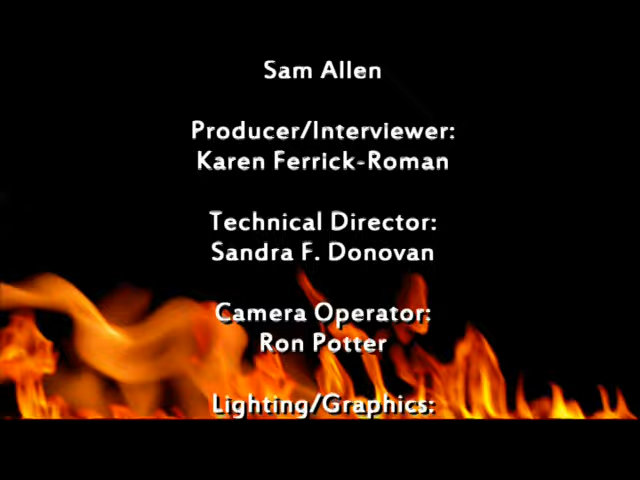 Sam Allen
Producer/Interviewer:
Karen Ferrick-Roman
Technical Director:
Sandra F. Donovan
Camera Operator:
Ron Potter
Lighting/Graphics: